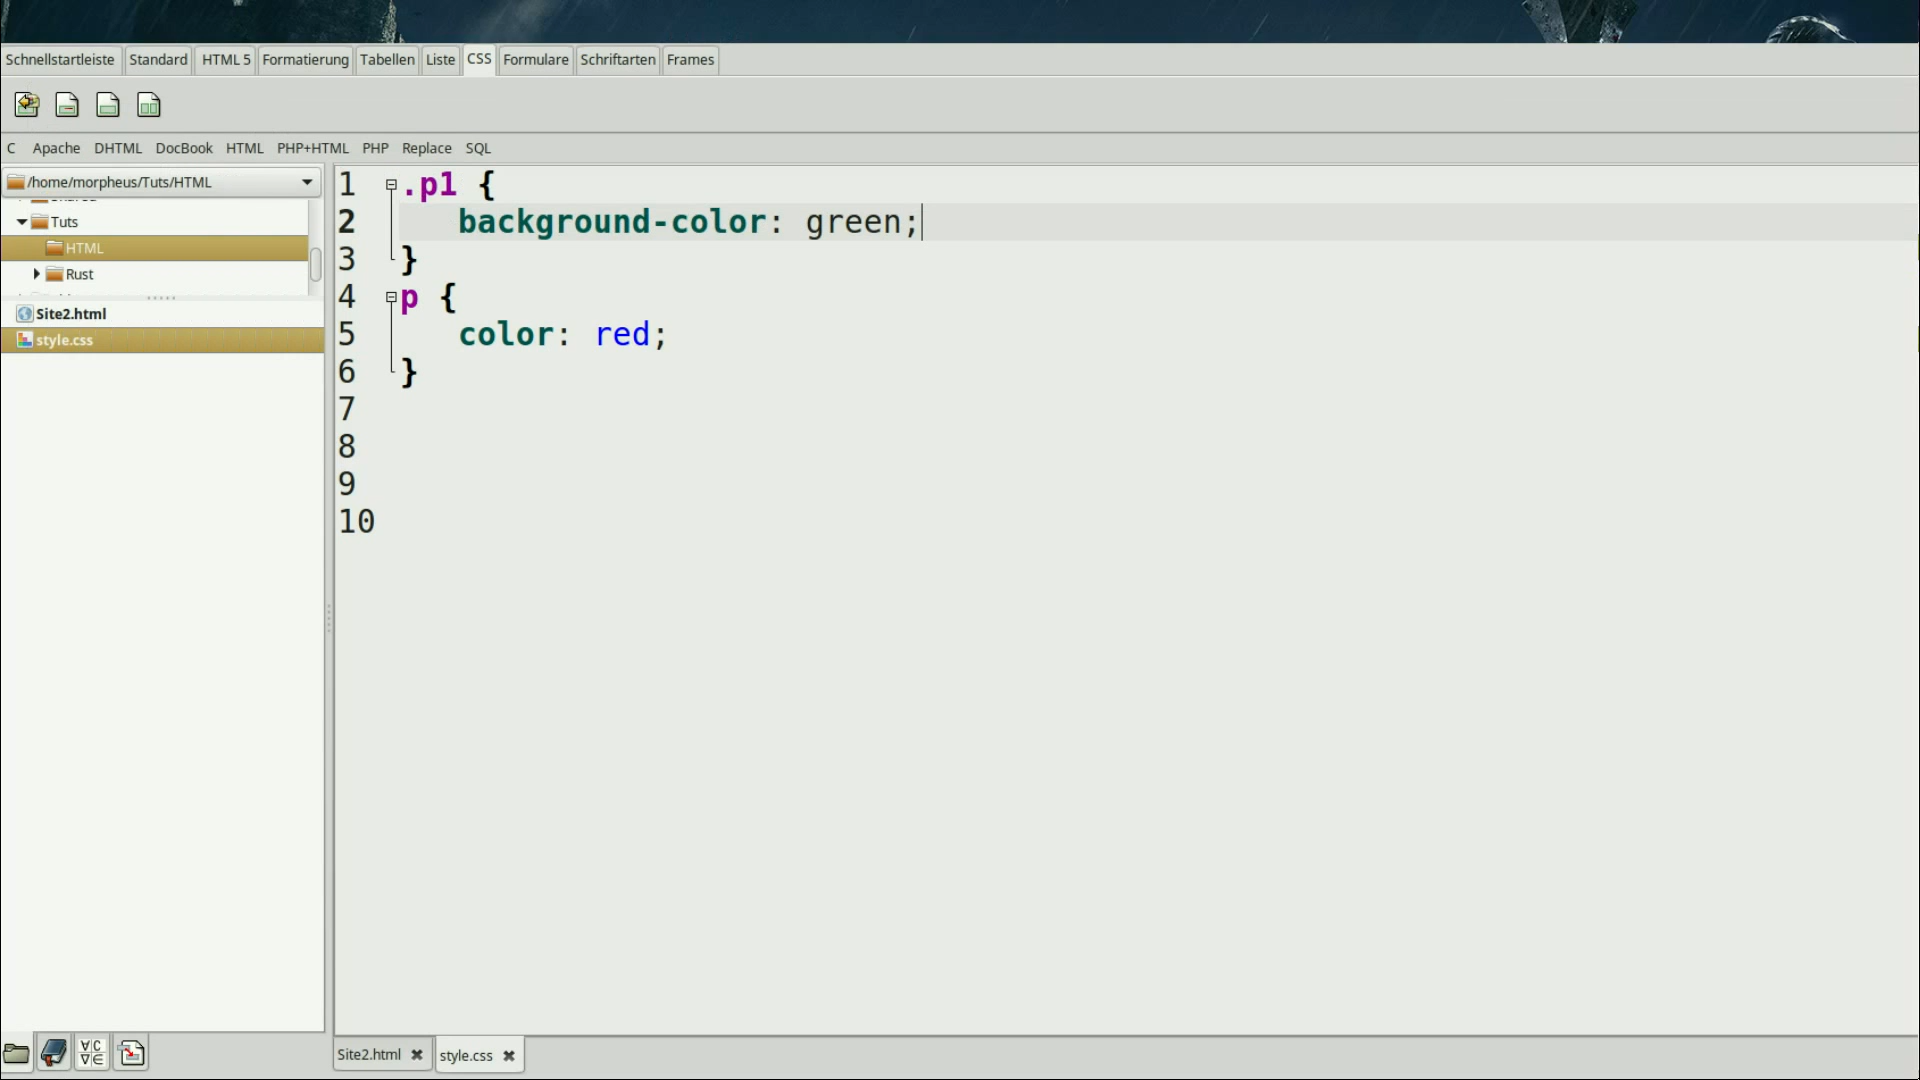 Schnellstartleiste Standard HTML 5 Formatierung Tabellen Liste CSS Formulare Schriftarten Frames
C Apache DHTML DocBook HTML PHP+HTML PHP Replace SQL
/home/morpheus/Tuts/HTML
Tuts
HTML
Rust
Site2.html
style.css
1 .p1 {
2 background-color: green;
3 }
4 p {
5 color: red;
6 }
7
8
9
10
∀C
∇∈
Site2.html style.css